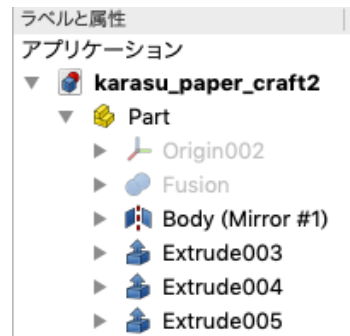 ラベルと属性
アプリケーション
karasu_paper_craft2
Part
Origin002
Fusion
Body (Mirror #1)
Extrude003
Extrude004
Extrude005